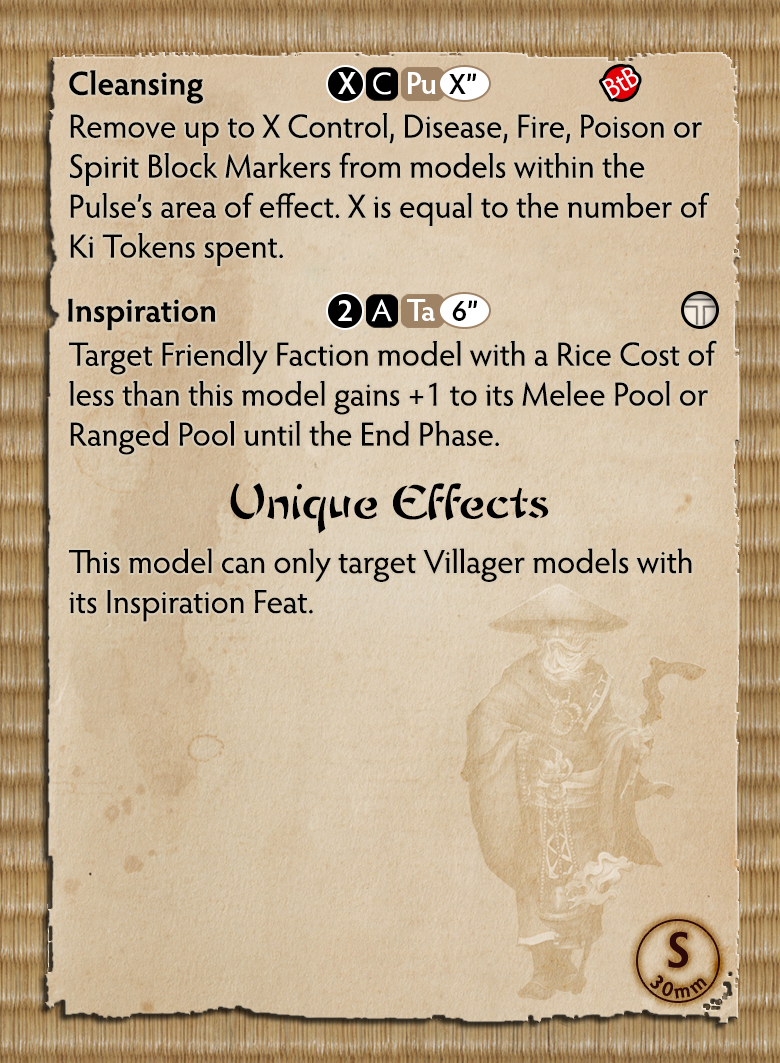 Cleansing X C Pu X” BtB
Remove up to X Control, Disease, Fire, Poison or
Spirit Block Markers from models within the
Pulse’s area of effect. X is equal to the number of
Ki Tokens spent.
Inspiration 2 A Ta 6” T
Target Friendly Faction model with a Rice Cost of
less than this model gains +1 to its Melee Pool or
Ranged Pool until the End Phase.
Unique Effects
This model can only target Villager models with
its Inspiration Feat.
S
30mm